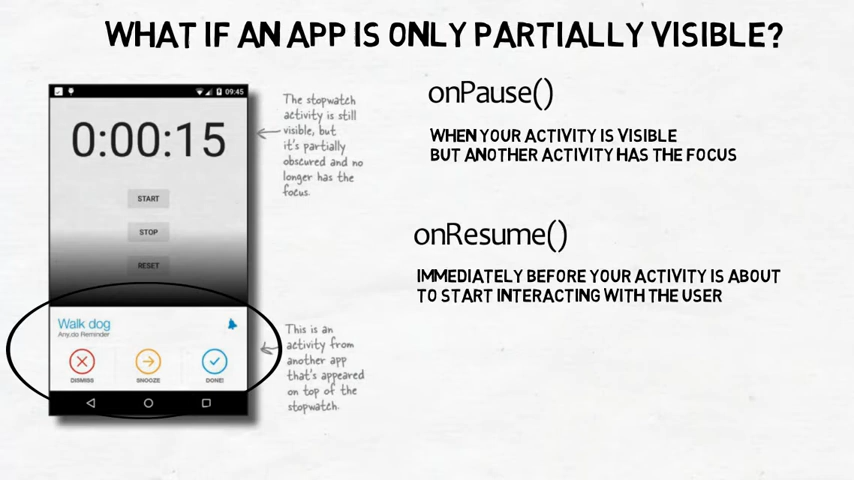 WHAT IF AN APP IS ONLY PARTIALLY VISIBLE?
09:45
0:00:15
START
STOP
RESET
Walk dog
Any.do Reminder
DISMISS
SNOOZE
DONE!
The stopwatch
activity is still
visible, but
it's partially
obscured and no
longer has the
focus.
This is an
activity from
another app
that's appeared
on top of the
stopwatch.
onPause()
WHEN YOUR ACTIVITY IS VISIBLE
BUT ANOTHER ACTIVITY HAS THE FOCUS
onResume()
IMMEDIATELY BEFORE YOUR ACTIVITY IS ABOUT
TO START INTERACTING WITH THE USER